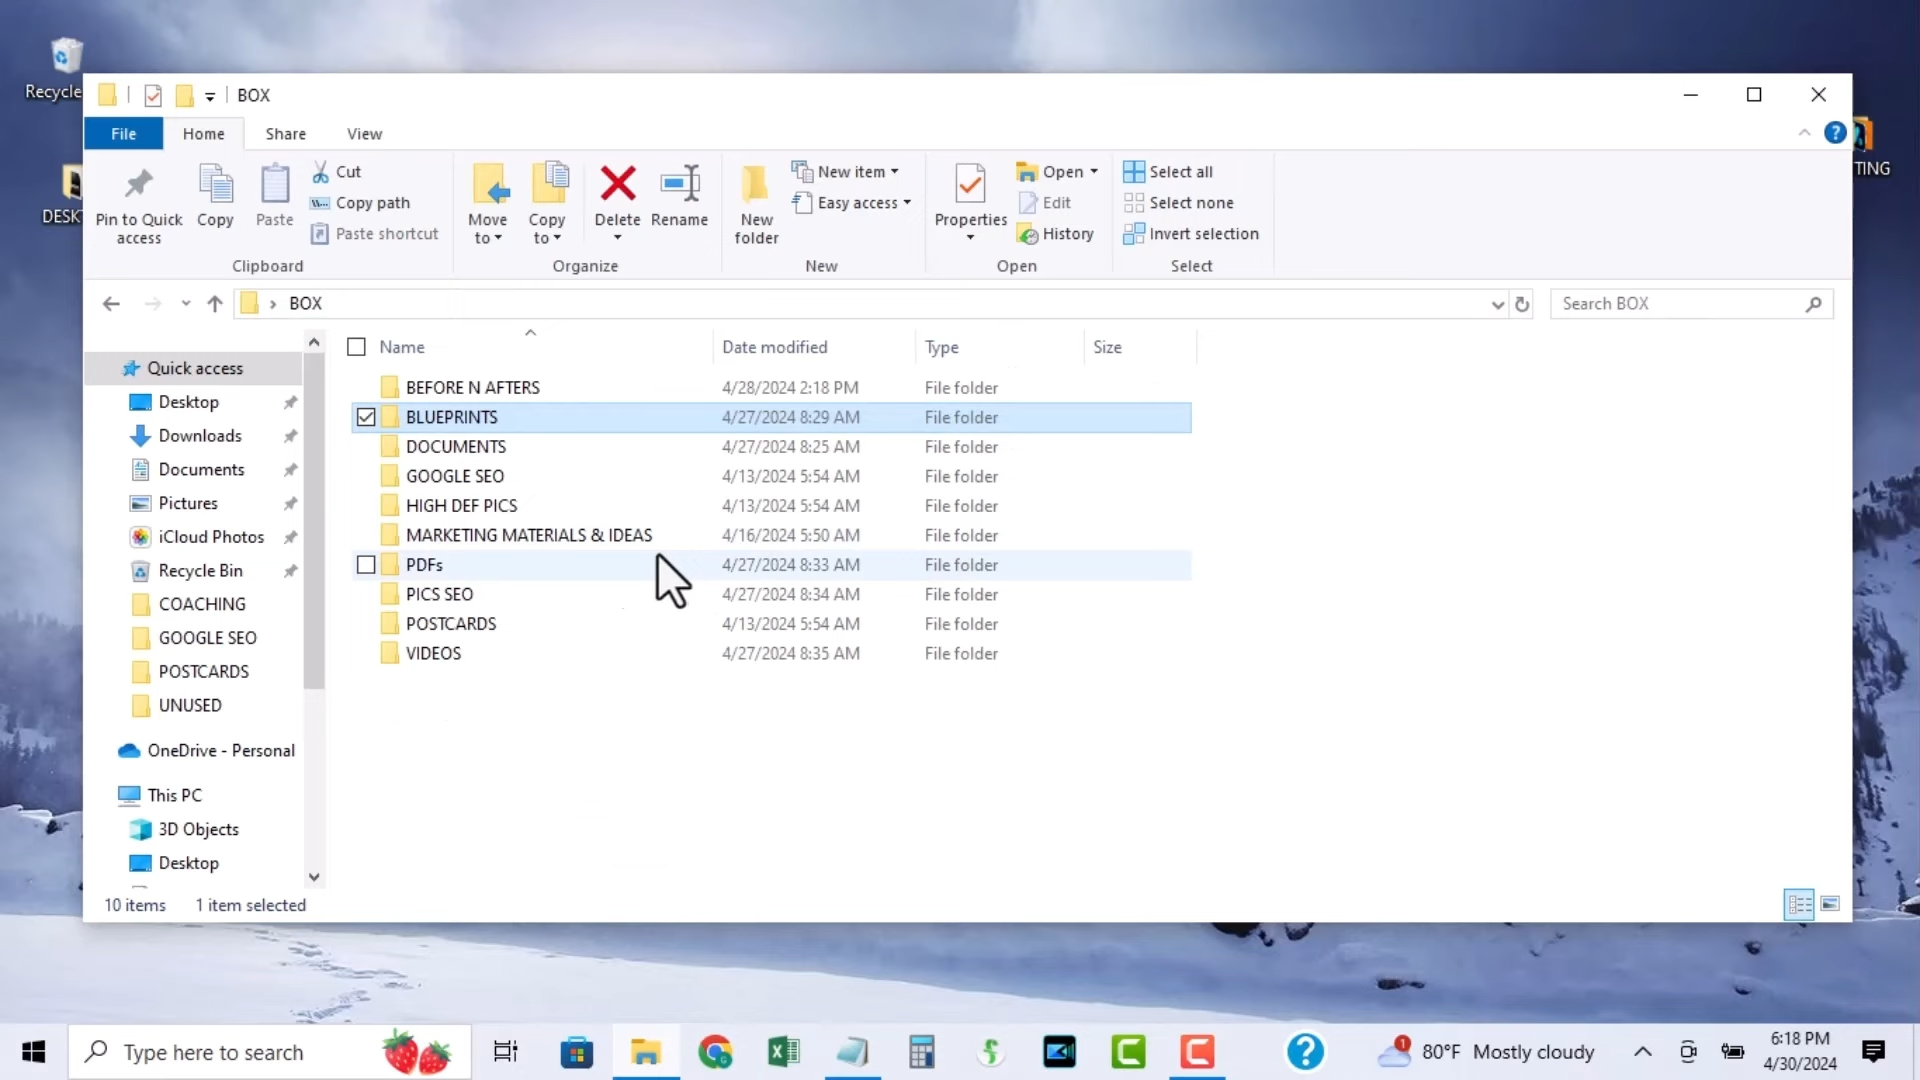 Recycle
DESK
TING
BOX
File
Home
Share
View
Pin to Quick access
Copy
Paste
Cut
Copy path
Paste shortcut
Clipboard
Move to
Copy to
Delete
Rename
Organize
New folder
New item
Easy access
New
Properties
Open
Edit
History
Open
Select all
Select none
Invert selection
Select
BOX
Search BOX
Quick access
Desktop
Downloads
Documents
Pictures
iCloud Photos
Recycle Bin
COACHING
GOOGLE SEO
POSTCARDS
UNUSED
OneDrive - Personal
This PC
3D Objects
Desktop
Name Date modified Type Size
BEFORE N AFTERS 4/28/2024 2:18 PM File folder
BLUEPRINTS 4/27/2024 8:29 AM File folder
DOCUMENTS 4/27/2024 8:25 AM File folder
GOOGLE SEO 4/13/2024 5:54 AM File folder
HIGH DEF PICS 4/13/2024 5:54 AM File folder
MARKETING MATERIALS & IDEAS 4/16/2024 5:50 AM File folder
PDFs 4/27/2024 8:33 AM File folder
PICS SEO 4/27/2024 8:34 AM File folder
POSTCARDS 4/13/2024 5:54 AM File folder
VIDEOS 4/27/2024 8:35 AM File folder
10 items 1 item selected
Type here to search
1
80°F Mostly cloudy
6:18 PM
4/30/2024